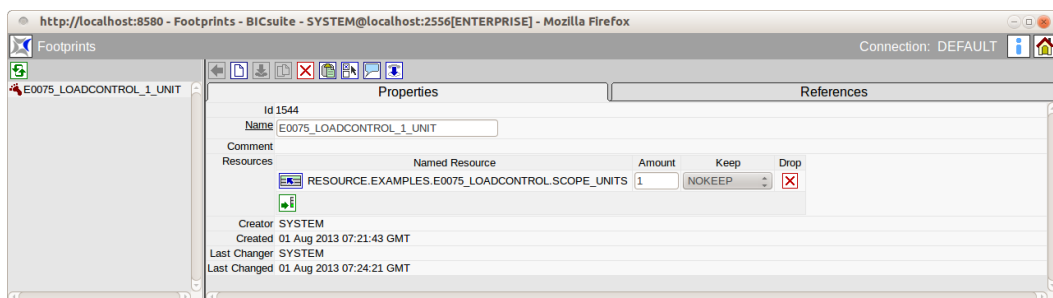 http://localhost:8580 - Footprints - BICsuite - SYSTEM@localhost:2556[ENTERPRISE] - Mozilla Firefox
Footprints
Connection: DEFAULT
E0075_LOADCONTROL_1_UNIT
Properties
References
Id 1544
Name E0075_LOADCONTROL_1_UNIT
Comment
Resources Named Resource Amount Keep Drop
RESOURCE.EXAMPLES.E0075_LOADCONTROL.SCOPE_UNITS 1 NOKEEP
Creator SYSTEM
Created 01 Aug 2013 07:21:43 GMT
Last Changer SYSTEM
Last Changed 01 Aug 2013 07:24:21 GMT